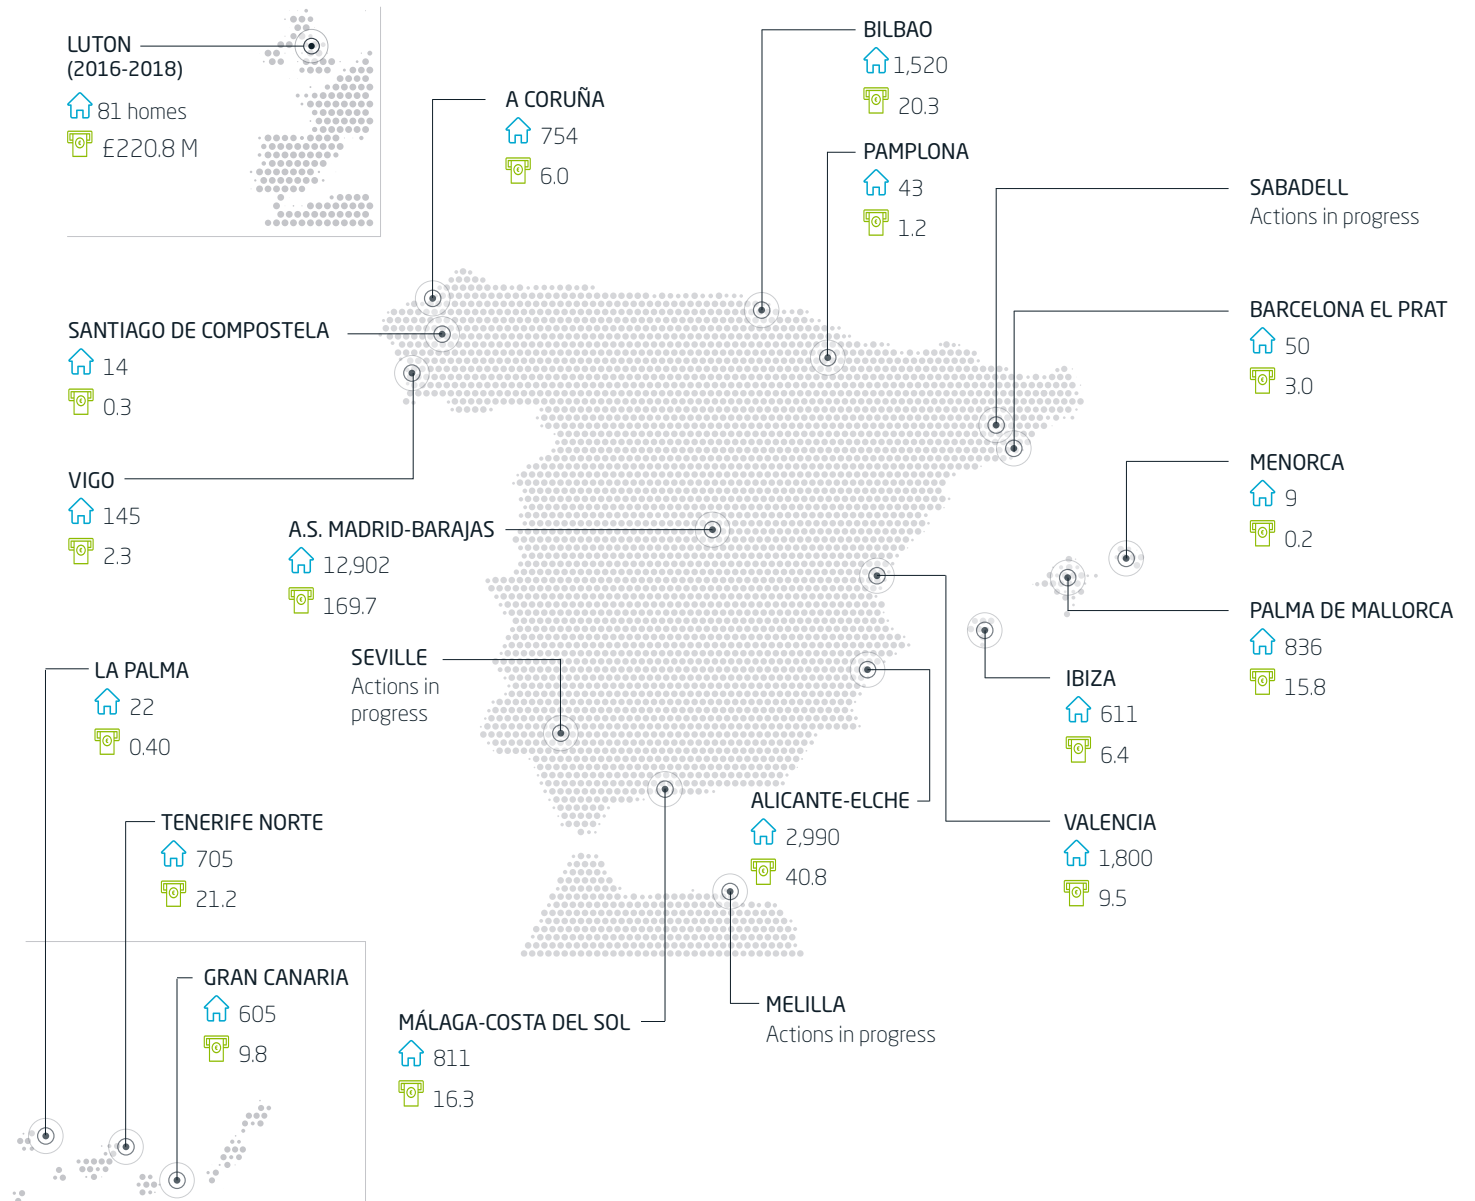 LUTON
(2016-2018)
81 homes
£220.8 M
A CORUÑA
754
6.0
BILBAO
1,520
20.3
PAMPLONA
43
1.2
SABADELL
Actions in progress
SANTIAGO DE COMPOSTELA
14
0.3
BARCELONA EL PRAT
50
3.0
VIGO
145
2.3
A.S. MADRID-BARAJAS
12,902
169.7
MENORCA
9
0.2
PALMA DE MALLORCA
836
15.8
LA PALMA
22
0.40
SEVILLE
Actions in
progress
IBIZA
611
6.4
TENERIFE NORTE
705
21.2
ALICANTE-ELCHE
2,990
40.8
VALENCIA
1,800
9.5
GRAN CANARIA
605
9.8
MÁLAGA-COSTA DEL SOL
811
16.3
MELILLA
Actions in progress